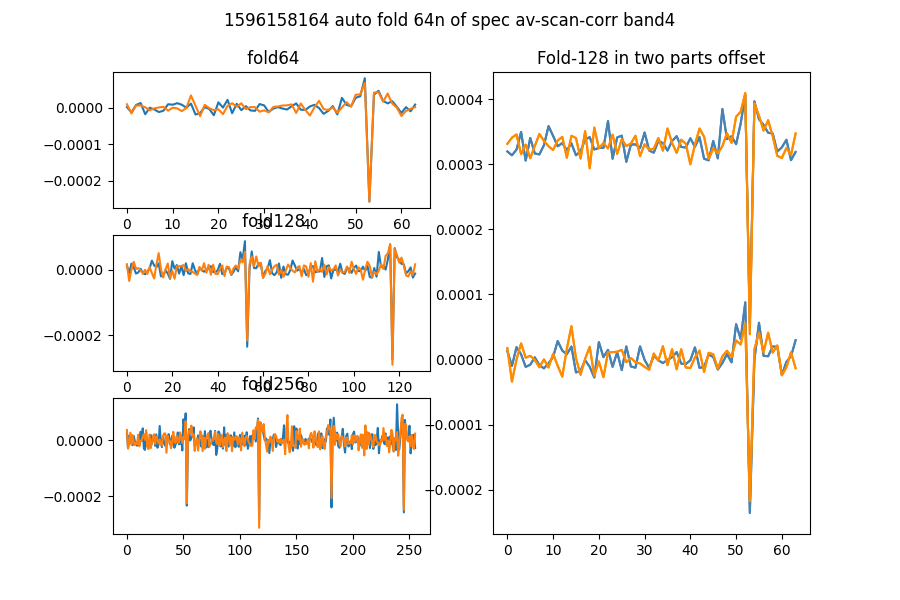 1596158164 auto fold 64n of spec av-scan-corr band4
fold64
0.0000
−0.0001
−0.0002
0 10 20 30 40 50 60
fold128
0.0000
−0.0002
0 20 40 60 80 100 120
fold256
0.0000
−0.0002
0 50 100 150 200 250
Fold-128 in two parts offset
0.0004
0.0003
0.0002
0.0001
0.0000
−0.0001
−0.0002
0 10 20 30 40 50 60